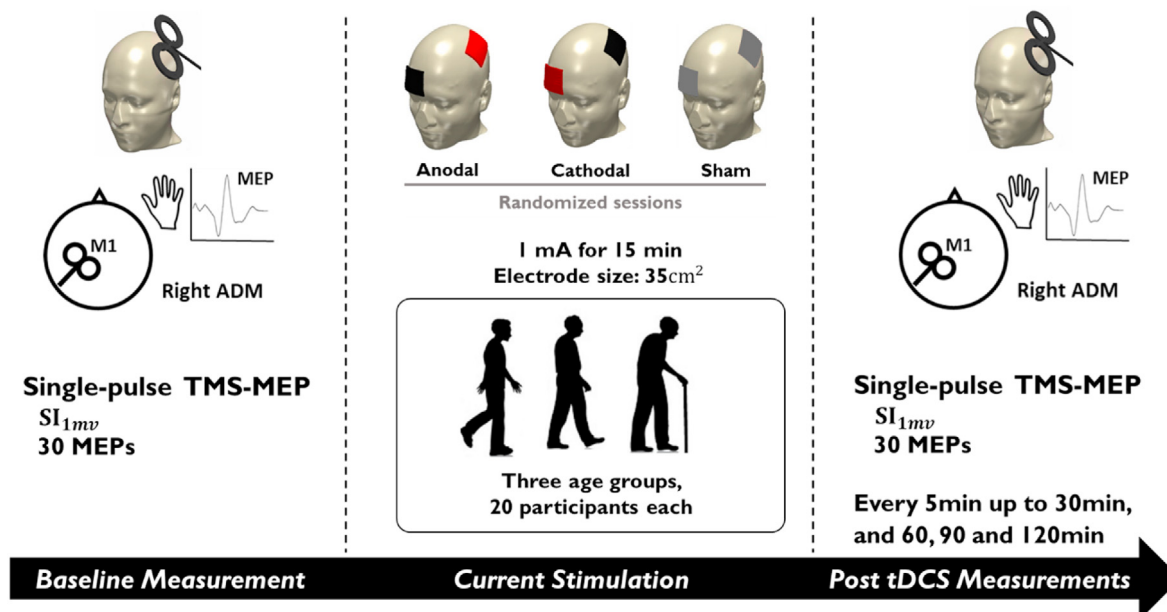 MEP
M1
Right ADM
Single-pulse TMS-MEP
SI1mv
30 MEPs
Anodal
Cathodal
Sham
Randomized sessions
1 mA for 15 min
Electrode size: 35cm²
Three age groups,
20 participants each
MEP
M1
Right ADM
Single-pulse TMS-MEP
SI1mv
30 MEPs
Every 5min up to 30min,
and 60, 90 and 120min
Baseline Measurement
Current Stimulation
Post tDCS Measurements